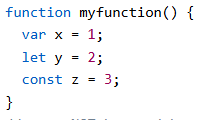 function myfunction() {
  var x = 1;
  let y = 2;
  const z = 3;
}